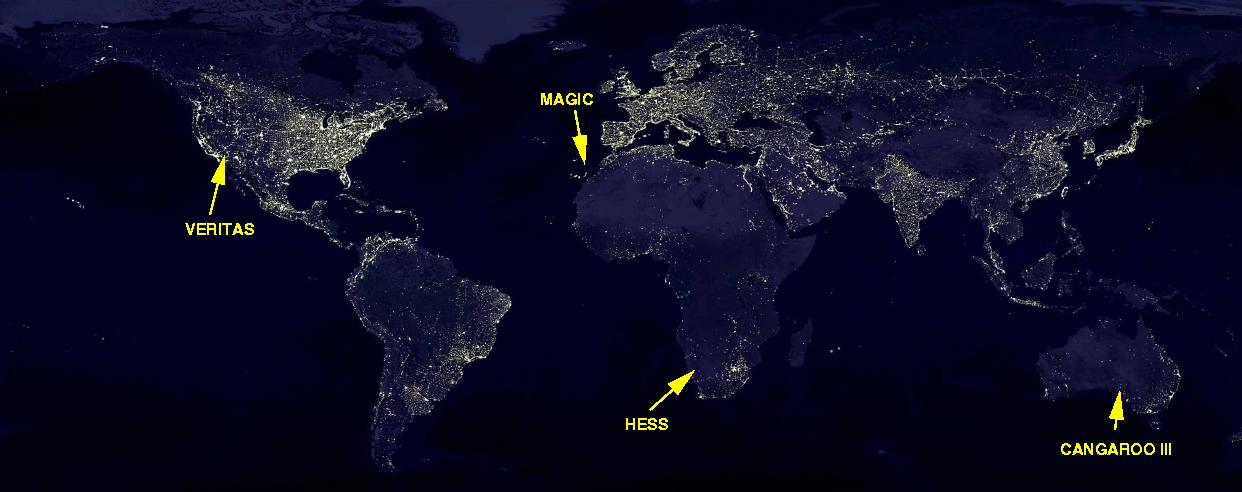 MAGIC
VERITAS
HESS
CANGAROO III